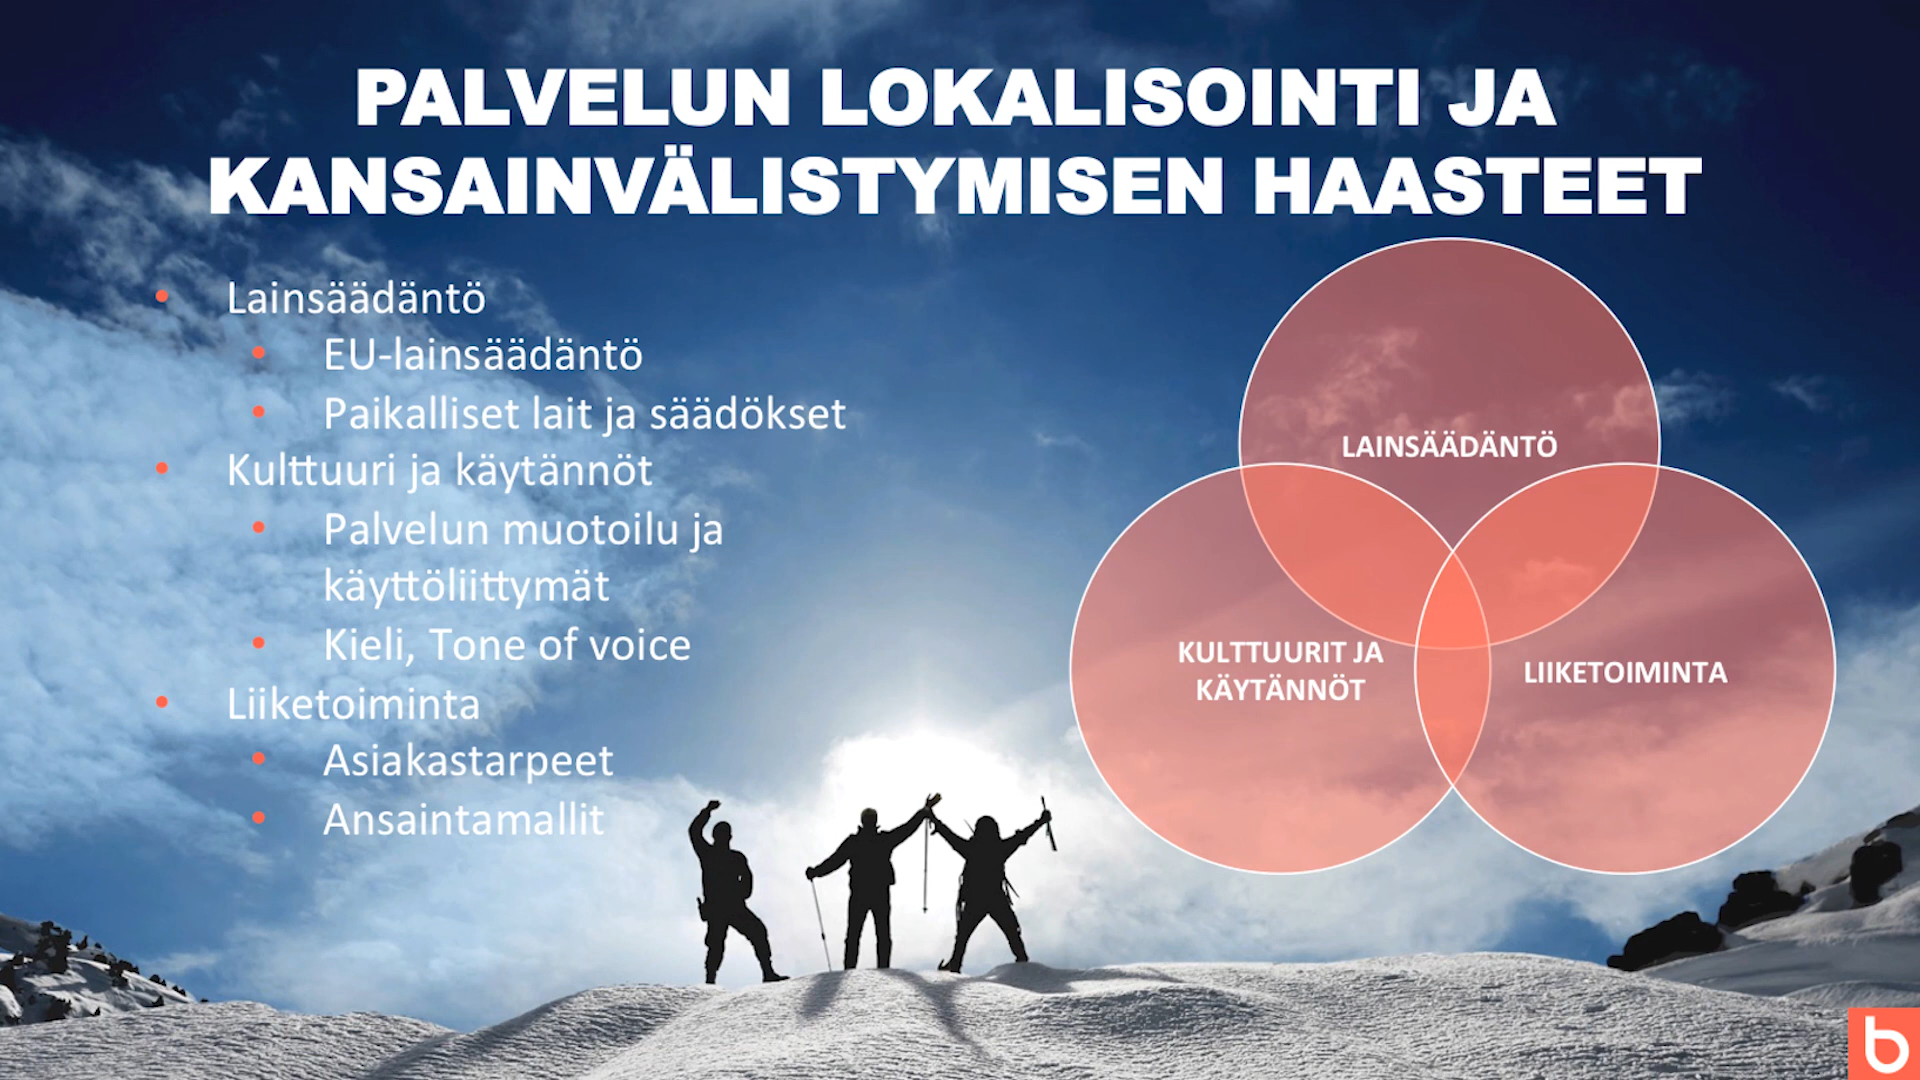 PALVELUN LOKALISOINTI JA
KANSAINVÄLISTYMISEN HAASTEET
• Lainsäädäntö
• EU-lainsäädäntö
• Paikalliset lait ja säädökset
• Kulttuuri ja käytännöt
• Palvelun muotoilu ja
käyttöliittymät
• Kieli, Tone of voice
• Liiketoiminta
• Asiakastarpeet
• Ansaintamallit
LAINSÄÄDÄNTÖ
KULTTUURIT JA
KÄYTÄNNÖT
LIIKETOIMINTA
b